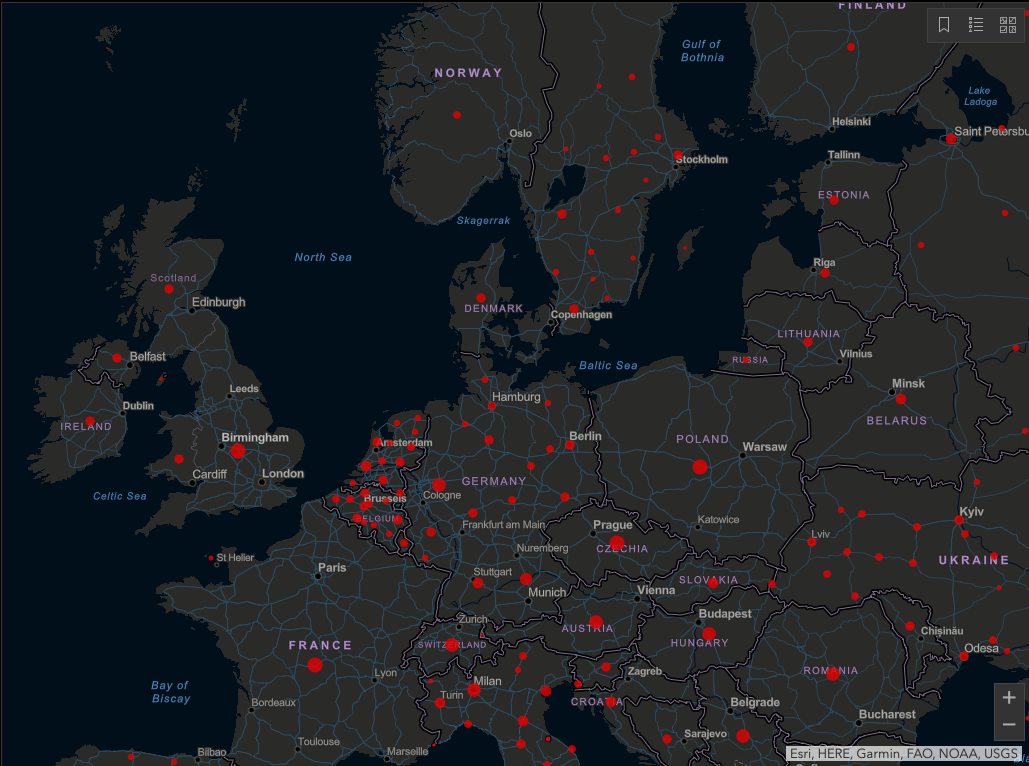 FINLAND
Gulf of
Bothnia
NORWAY
Lake
Ladoga
Helsinki
Oslo
Saint Petersbu
Tallinn
Stockholm
ESTONIA
Skagerrak
North Sea
Riga
Scotland
Edinburgh
DENMARK
Copenhagen
LITHUANIA
Vilnius
Belfast
RUSSIA
Baltic Sea
Minsk
Leeds
Hamburg
Dublin
IRELAND
BELARUS
Birmingham
Amsterdam
Berlin
POLAND
Warsaw
Cardiff
London
GERMANY
Celtic Sea
Brussels
Cologne
BELGIUM
Kyiv
Frankfurt am Main
Prague
Katowice
Lviv
CZECHIA
Nuremberg
St Helier
UKRAINE
Paris
Stuttgart
SLOVAKIA
Munich
Vienna
Budapest
Zurich
AUSTRIA
Chișinău
FRANCE
SWITZERLAND
HUNGARY
Odesa
Lyon
Zagreb
ROMANIA
Milan
Bay of
Biscay
Turin
Bordeaux
CROATIA
Belgrade
Bucharest
Sarajevo
Toulouse
Bilbao
Marseille
Esri, HERE, Garmin, FAO, NOAA, USGS